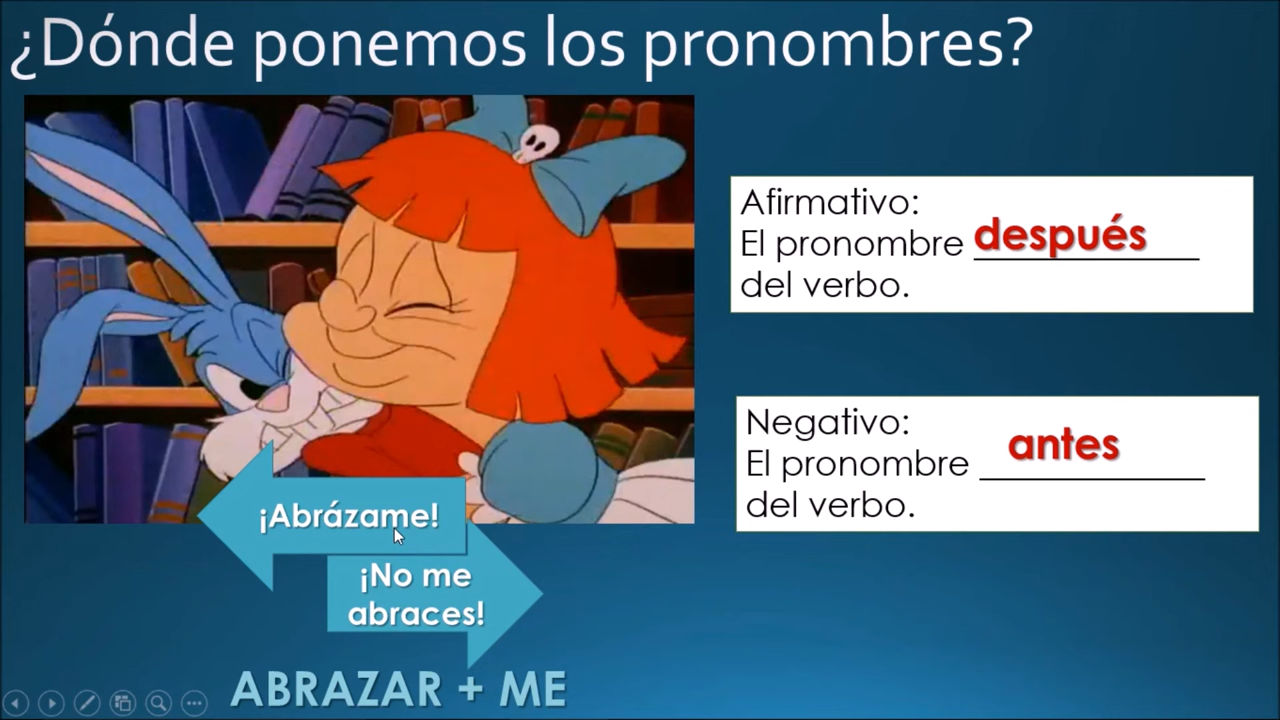 ¿Dónde ponemos los pronombres?
Afirmativo:
El pronombre después
del verbo.
Negativo:
El pronombre antes
del verbo.
¡Abrázame!
¡No me
abraces!
ABRAZAR + ME